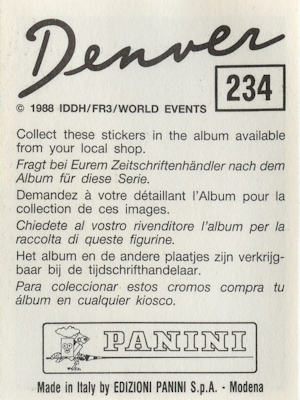 Denver
234
© 1988 IDDH/FR3/WORLD EVENTS
Collect these stickers in the album available
from your local shop.
Fragt bei Eurem Zeitschriftenhändler nach dem
Album für diese Serie.
Demandez à votre détaillant l'Album pour la
collection de ces images.
Chiedete al vostro rivenditore l'album per la
raccolta di queste figurine.
Het album en de andere plaatjes zijn verkrijg-
baar bij de tijdschrifthandelaar.
Para coleccionar estos cromos compra tu
álbum en cualquier kiosco.
PANINI
Made in Italy by EDIZIONI PANINI S.p.A. - Modena